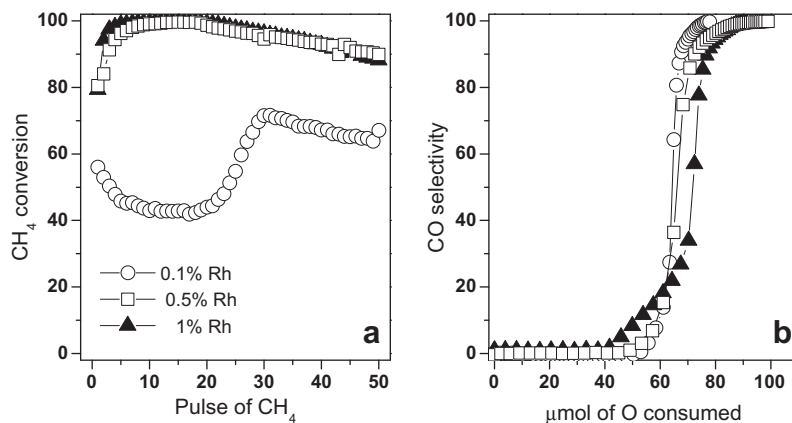 100
80
60
40
20
0
CH4 conversion
0.1% Rh
0.5% Rh
1% Rh
a
0 10 20 30 40 50
Pulse of CH4
100
80
60
40
20
0
CO selectivity
b
0 20 40 60 80 100
μmol of O consumed